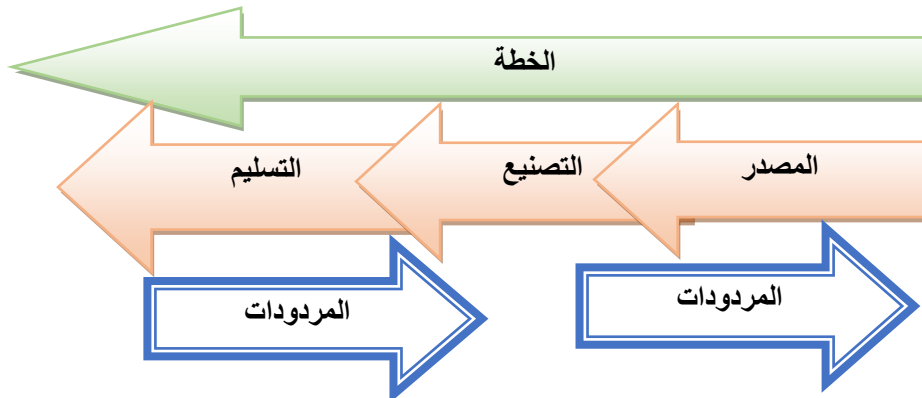 الخطة
المصدر
التصنيع
التسليم
المردودات
المردودات